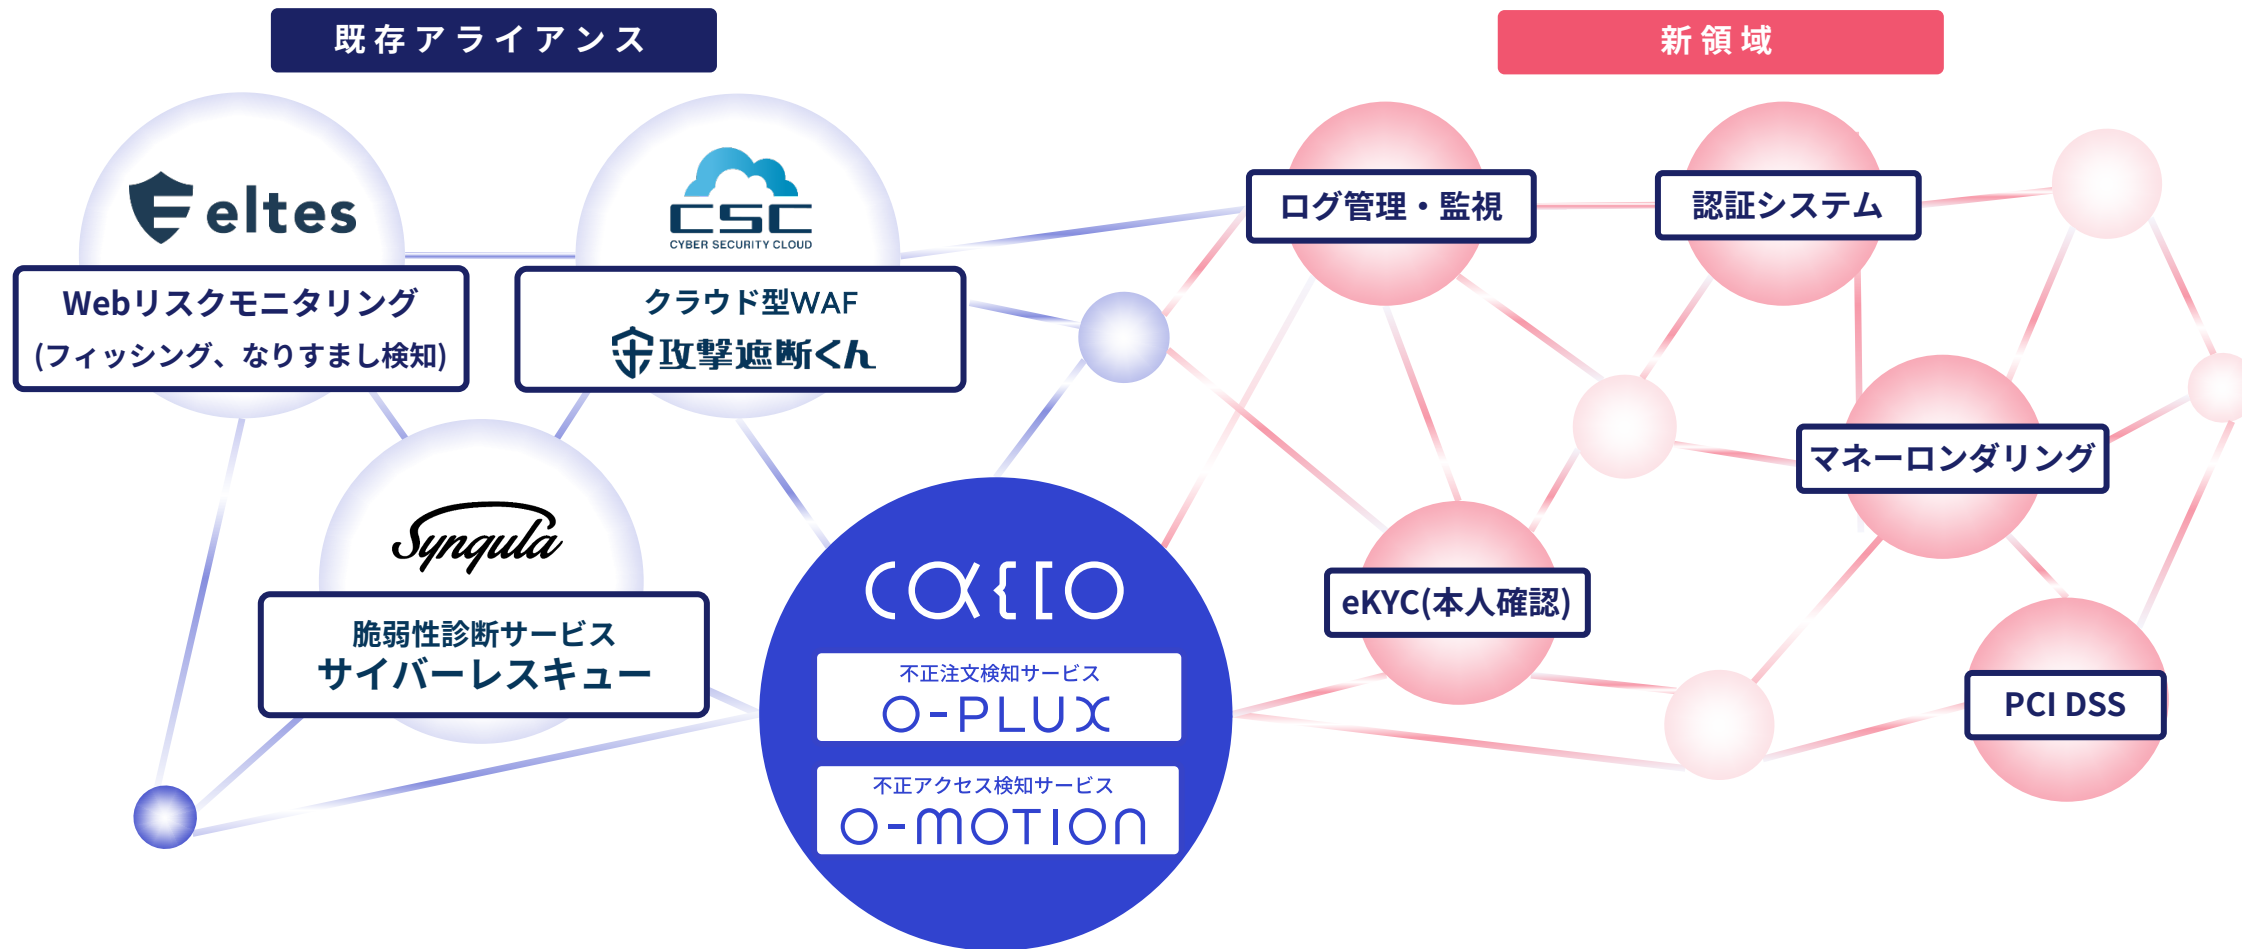 既存アライアンス
新領域
eltes
Webリスクモニタリング
(フィッシング、なりすまし検知)
CSC
CYBER SECURITY CLOUD
クラウド型WAF
攻撃遮断くん
Syngula
脆弱性診断サービス
サイバーレスキュー
cacco
不正注文検知サービス
O-PLUX
不正アクセス検知サービス
O-MOTION
ログ管理・監視
認証システム
マネーロンダリング
eKYC(本人確認)
PCI DSS